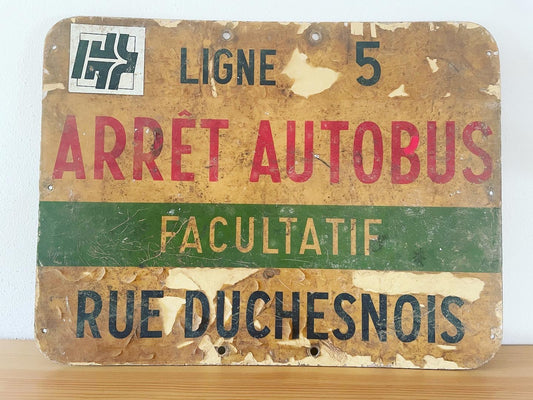 LIGNE 5
ARRÊT AUTOBUS
FACULTATIF
RUE DUCHESNOIS